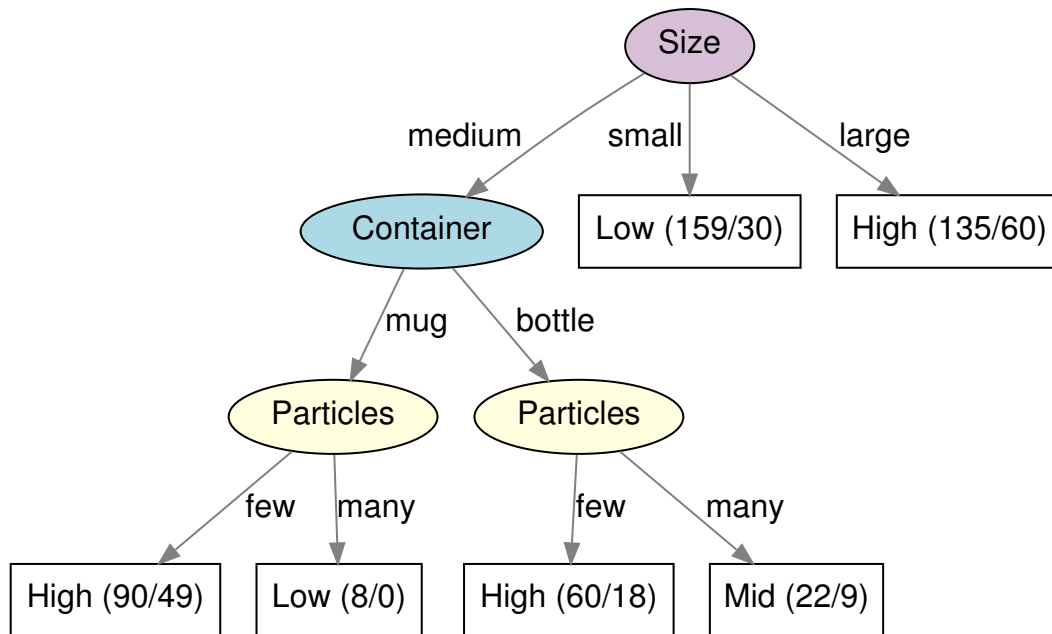 Size
medium
small
large
Container
Low (159/30)
High (135/60)
mug
bottle
Particles
Particles
few
many
few
many
High (90/49)
Low (8/0)
High (60/18)
Mid (22/9)